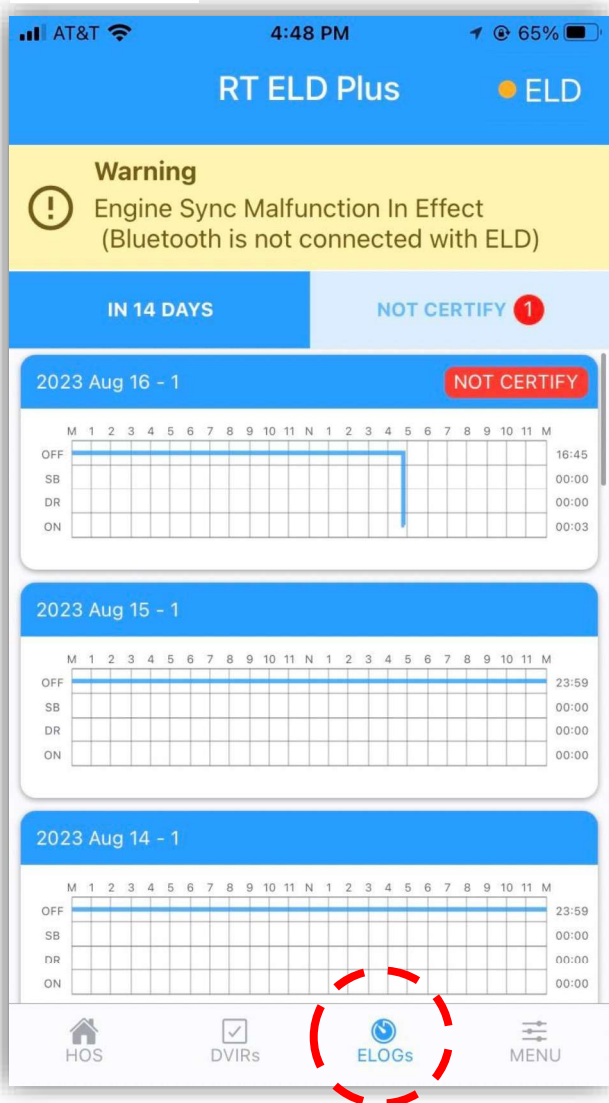 AT&T 4:48 PM 65%
RT ELD Plus ELD
Warning
Engine Sync Malfunction In Effect
(Bluetooth is not connected with ELD)
IN 14 DAYS NOT CERTIFY 1
2023 Aug 16 - 1 NOT CERTIFY
M 1 2 3 4 5 6 7 8 9 10 11 N 1 2 3 4 5 6 7 8 9 10 11 M
OFF 16:45
SB 00:00
DR 00:00
ON 00:03
2023 Aug 15 - 1
M 1 2 3 4 5 6 7 8 9 10 11 N 1 2 3 4 5 6 7 8 9 10 11 M
OFF 23:59
SB 00:00
DR 00:00
ON 00:00
2023 Aug 14 - 1
M 1 2 3 4 5 6 7 8 9 10 11 N 1 2 3 4 5 6 7 8 9 10 11 M
OFF 23:59
SB 00:00
DR 00:00
ON 00:00
HOS DVIRs ELOGs MENU